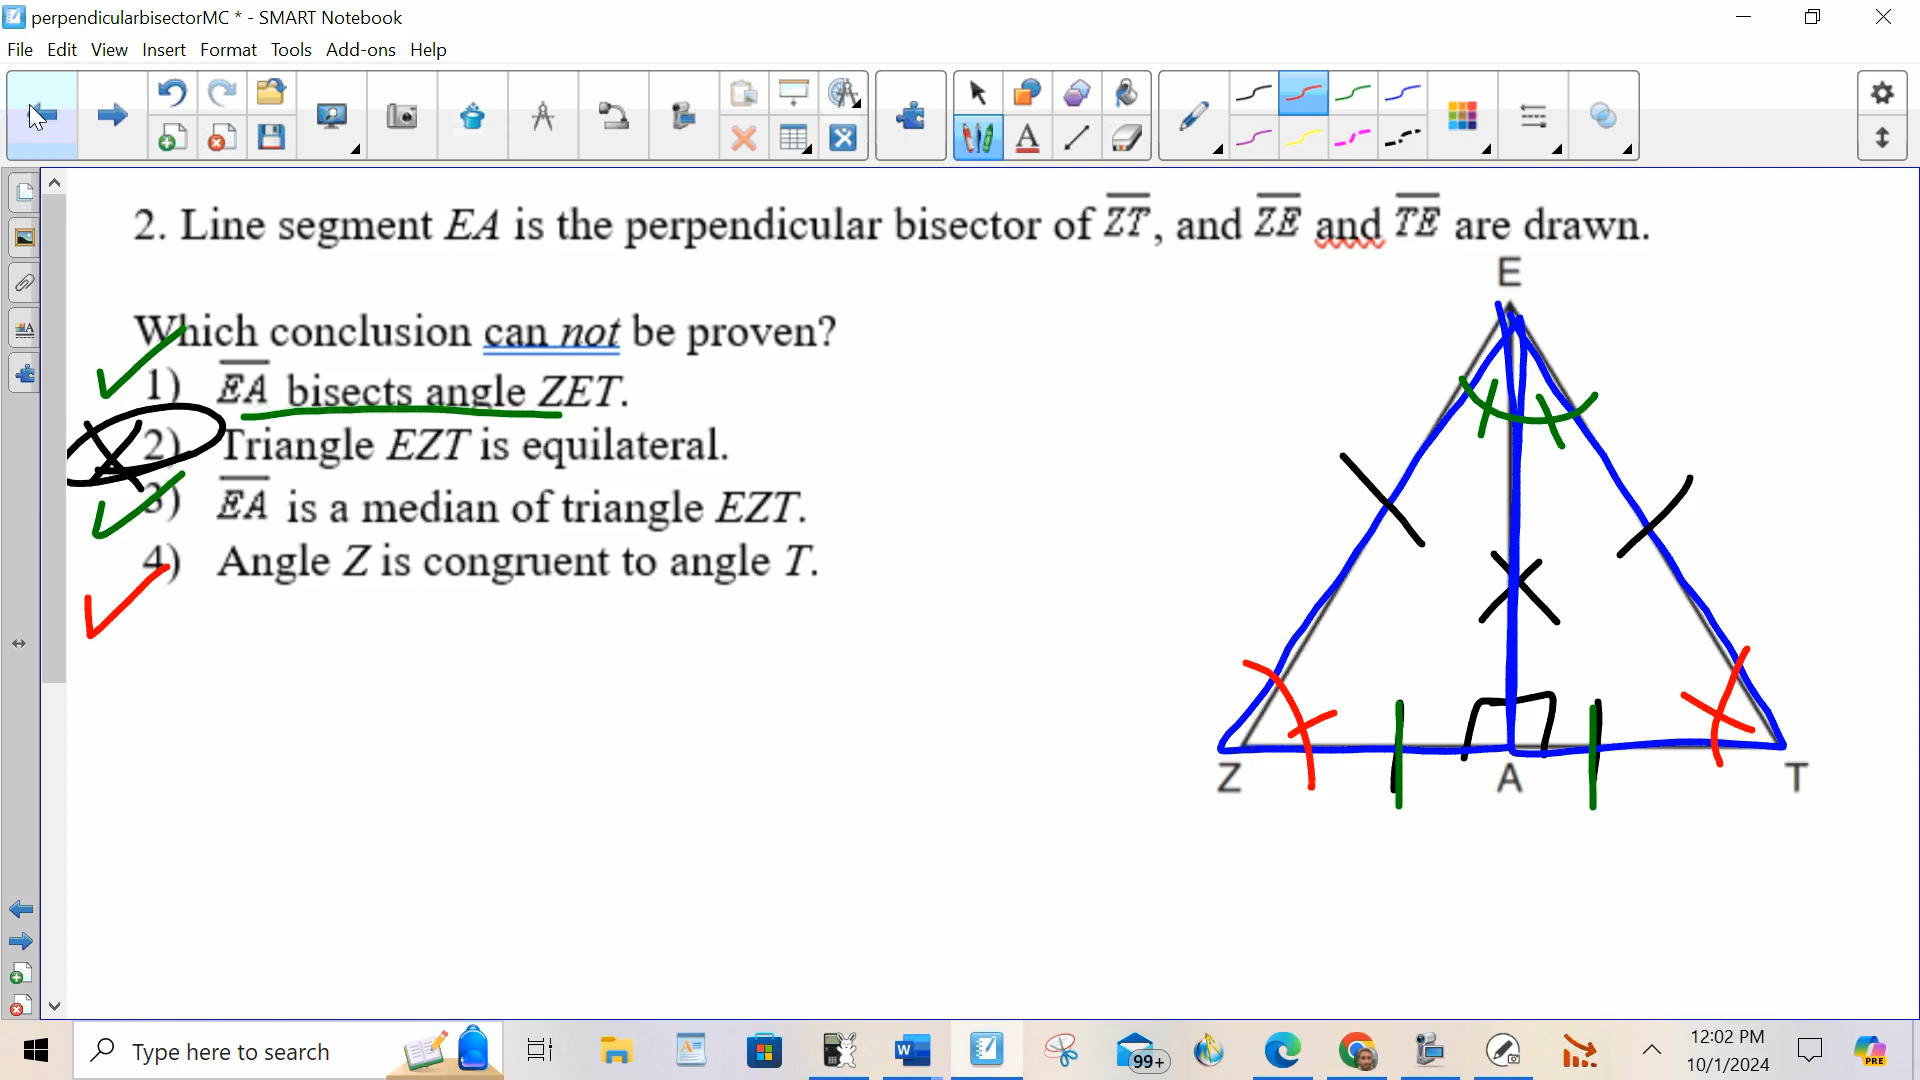 perpendicularbisectorMC * - SMART Notebook
File Edit View Insert Format Tools Add-ons Help
2. Line segment EA is the perpendicular bisector of ZT, and ZE and TE are drawn.
E
Which conclusion can not be proven?
1) EA bisects angle ZET.
2) Triangle EZT is equilateral.
3) EA is a median of triangle EZT.
4) Angle Z is congruent to angle T.
Z A T
Type here to search
99+
12:02 PM
10/1/2024
PRE